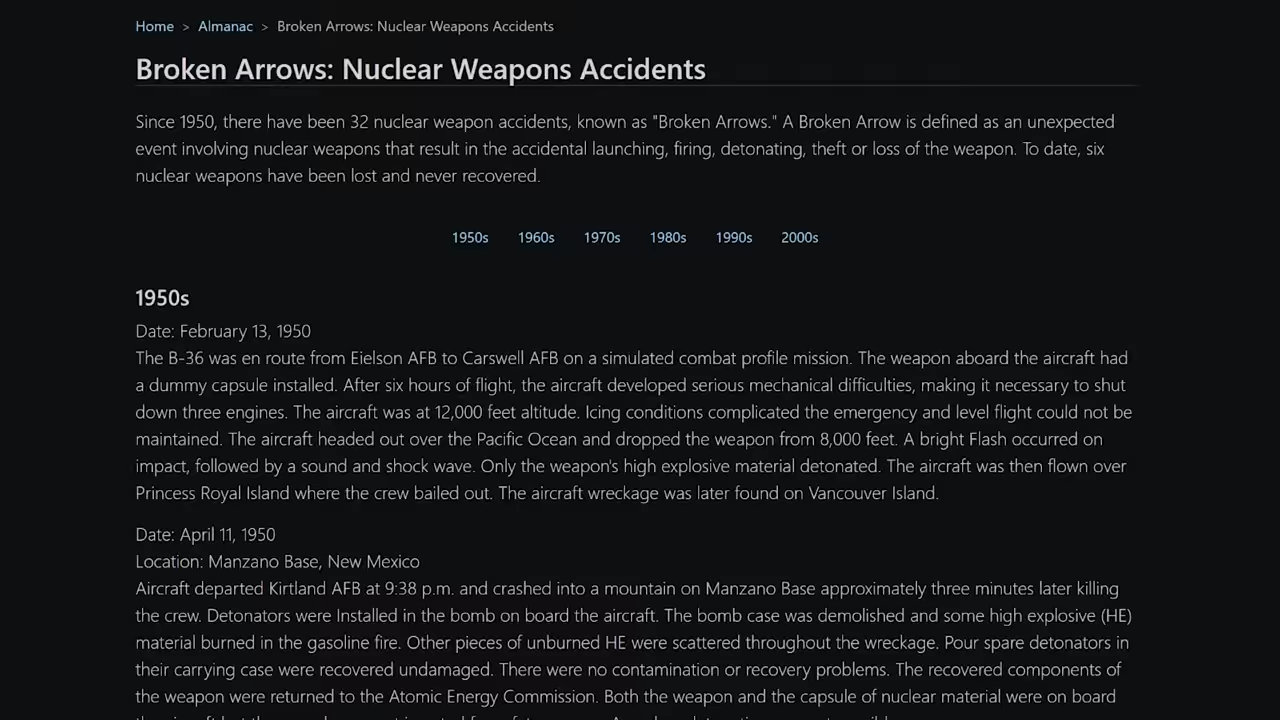 Home > Almanac > Broken Arrows: Nuclear Weapons Accidents
Broken Arrows: Nuclear Weapons Accidents
Since 1950, there have been 32 nuclear weapon accidents, known as "Broken Arrows." A Broken Arrow is defined as an unexpected
event involving nuclear weapons that result in the accidental launching, firing, detonating, theft or loss of the weapon. To date, six
nuclear weapons have been lost and never recovered.
1950s 1960s 1970s 1980s 1990s 2000s
1950s
Date: February 13, 1950
The B-36 was en route from Eielson AFB to Carswell AFB on a simulated combat profile mission. The weapon aboard the aircraft had
a dummy capsule installed. After six hours of flight, the aircraft developed serious mechanical difficulties, making it necessary to shut
down three engines. The aircraft was at 12,000 feet altitude. Icing conditions complicated the emergency and level flight could not be
maintained. The aircraft headed out over the Pacific Ocean and dropped the weapon from 8,000 feet. A bright Flash occurred on
impact, followed by a sound and shock wave. Only the weapon's high explosive material detonated. The aircraft was then flown over
Princess Royal Island where the crew bailed out. The aircraft wreckage was later found on Vancouver Island.
Date: April 11, 1950
Location: Manzano Base, New Mexico
Aircraft departed Kirtland AFB at 9:38 p.m. and crashed into a mountain on Manzano Base approximately three minutes later killing
the crew. Detonators were Installed in the bomb on board the aircraft. The bomb case was demolished and some high explosive (HE)
material burned in the gasoline fire. Other pieces of unburned HE were scattered throughout the wreckage. Pour spare detonators in
their carrying case were recovered undamaged. There were no contamination or recovery problems. The recovered components of
the weapon were returned to the Atomic Energy Commission. Both the weapon and the capsule of nuclear material were on board